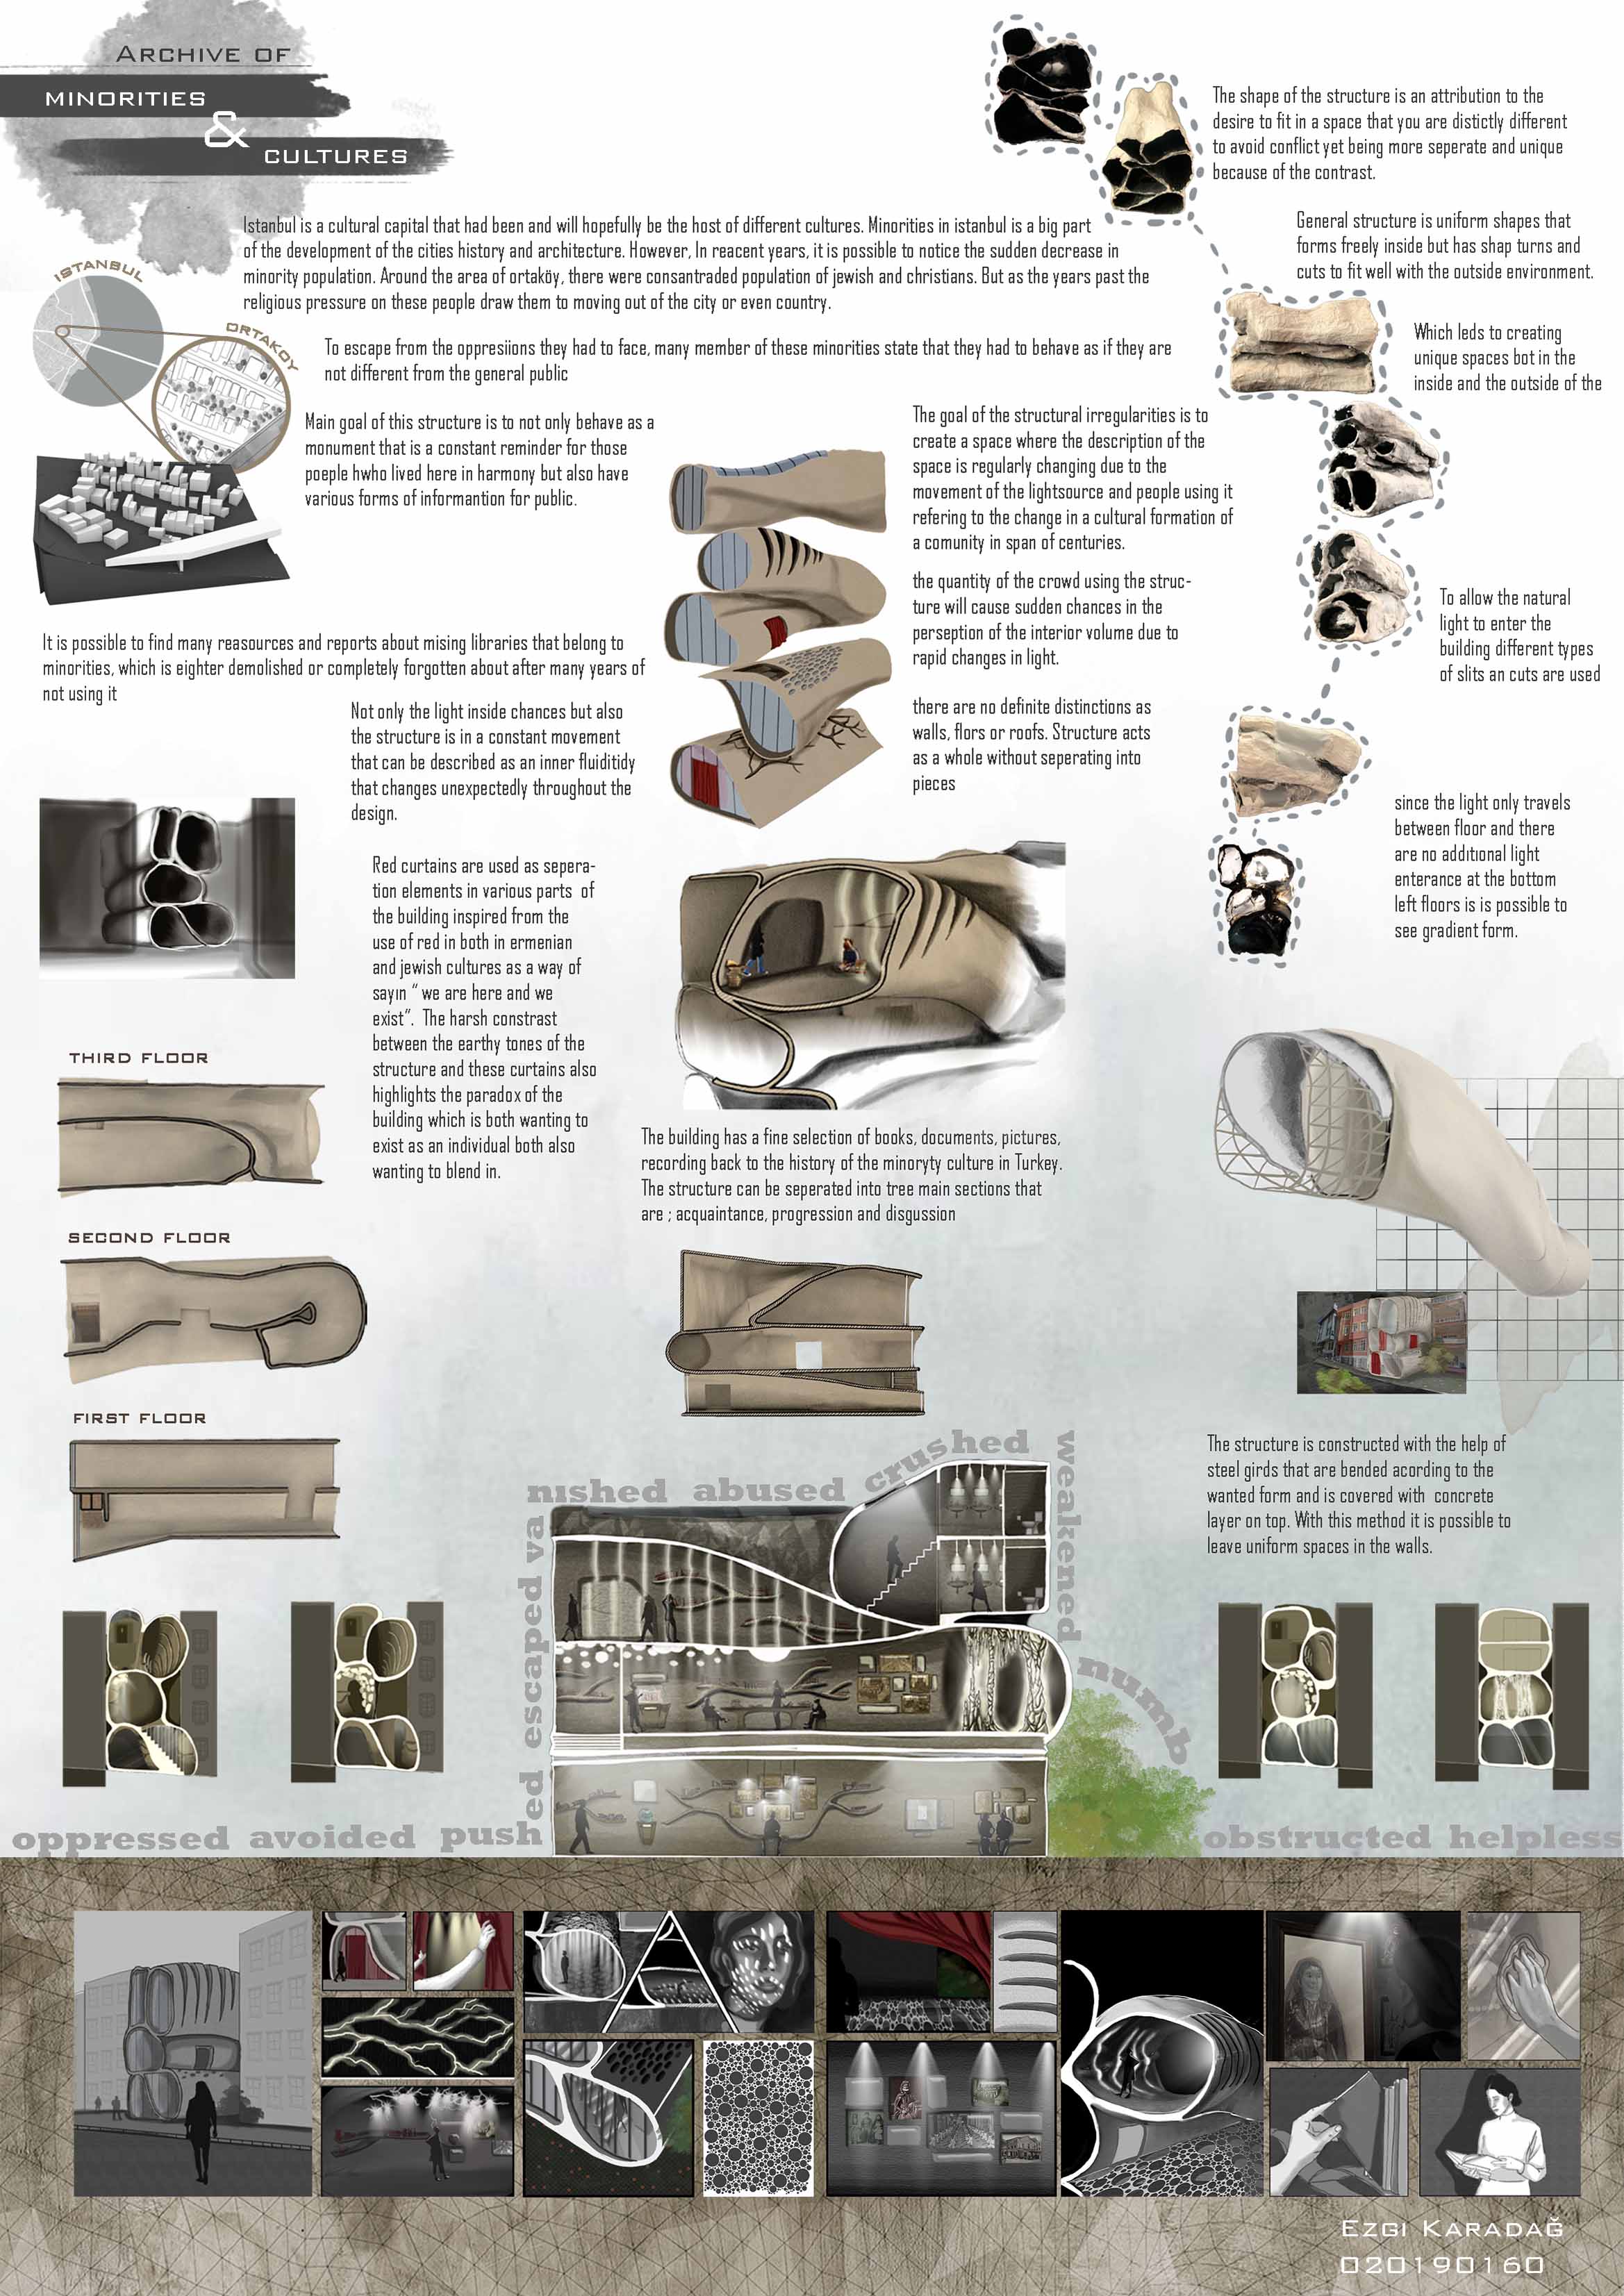 ARCHIVE OF
MINORITIES
&
CULTURES
Istanbul is a cultural capital that had been and will hopefully be the host of different cultures. Minorities in istanbul is a big part
of the development of the cities history and architecture. However, In reacent years, it is possible to notice the sudden decrease in
minority population. Around the area of ortaköy, there were consantraded population of jewish and christians. But as the years past the
religious pressure on these people draw them to moving out of the city or even country.
ISTANBUL
ORTAKOY
To escape from the oppresiions they had to face, many member of these minorities state that they had to behave as if they are
not different from the general public
Main goal of this structure is to not only behave as a
monument that is a constant reminder for those
poeple hwho lived here in harmony but also have
various forms of informantion for public.
It is possible to find many reasources and reports about mising libraries that belong to
minorities, which is eighter demolished or completely forgotten about after many years of
not using it
Not only the light inside chances but also
the structure is in a constant movement
that can be described as an inner fluiditidy
that changes unexpectedly throughout the
design.
Red curtains are used as sepera-
tion elements in various parts of
the building inspired from the
use of red in both in ermenian
and jewish cultures as a way of
sayın “ we are here and we
exist”. The harsh constrast
between the earthy tones of the
structure and these curtains also
highlights the paradox of the
building which is both wanting to
exist as an individual both also
wanting to blend in.
The goal of the structural irregularities is to
create a space where the description of the
space is regularly changing due to the
movement of the lightsource and people using it
refering to the change in a cultural formation of
a comunity in span of centuries.
the quantity of the crowd using the struc-
ture will cause sudden chances in the
perseption of the interior volume due to
rapid changes in light.
there are no definite distinctions as
walls, flors or roofs. Structure acts
as a whole without seperating into
pieces
The building has a fine selection of books, documents, pictures,
recording back to the history of the minoryty culture in Turkey.
The structure can be seperated into tree main sections that
are ; acquaintance, progression and disgussion
The shape of the structure is an attribution to the
desire to fit in a space that you are distictly different
to avoid conflict yet being more seperate and unique
because of the contrast.
General structure is uniform shapes that
forms freely inside but has shap turns and
cuts to fit well with the outside environment.
Which leds to creating
unique spaces bot in the
inside and the outside of the
To allow the natural
light to enter the
building different types
of slits an cuts are used
since the light only travels
between floor and there
are no addıtıonal light
enterance at the bottom
left floors is is possible to
see gradient form.
The structure is constructed with the help of
steel girds that are bended acording to the
wanted form and is covered with concrete
layer on top. With this method it is possible to
leave uniform spaces in the walls.
THIRD FLOOR
SECOND FLOOR
FIRST FLOOR
oppressed avoided pushed escaped vanıshed abused crushed weakened numb obstructed helpless
EZGI KARADAĞ
020190160